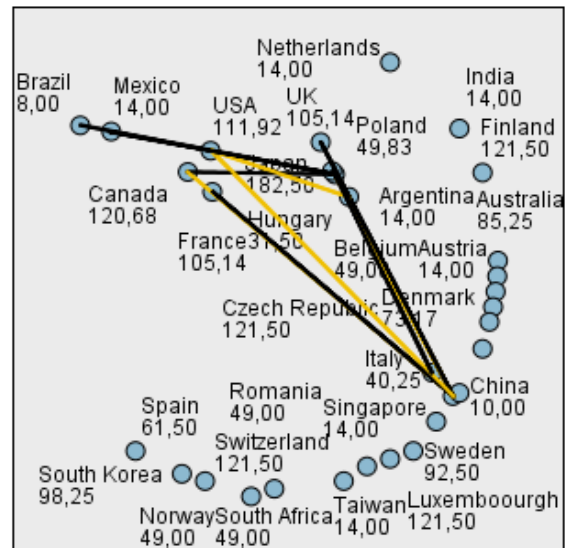 Netherlands
14,00
India
14,00
Brazil
8,00
Mexico
14,00
USA
111,92
UK
105,14
Poland
49,83
Finland
121,50
Japan
182,50
Canada
120,68
Argentina
14,00
Australia
85,25
Hungary
31,50
France
105,14
Belgium
49,00
Austria
14,00
Czech Republic
121,50
Denmark
73,17
Italy
40,25
China
10,00
Romania
49,00
Singapore
14,00
Spain
61,50
Switzerland
121,50
Sweden
92,50
South Korea
98,25
Norway
49,00
South Africa
49,00
Taiwan
14,00
Luxemboourgh
121,50